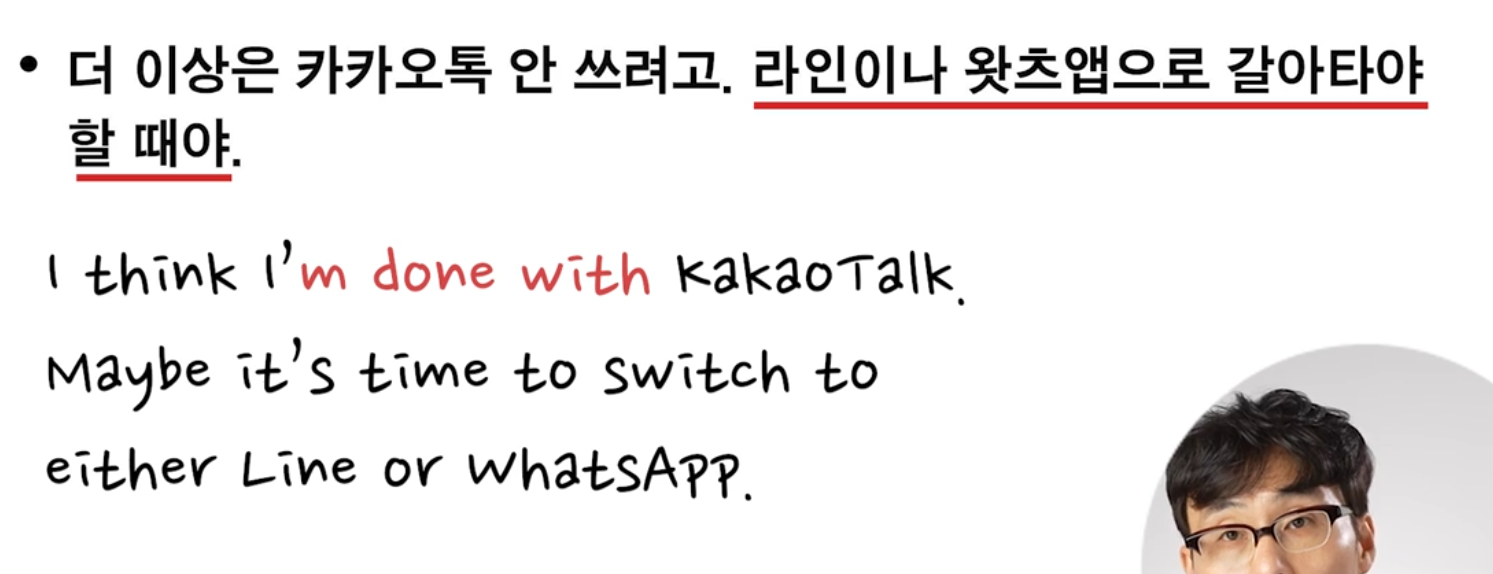 • 더 이상은 카카오톡 안 쓰려고. 라인이나 왓츠앱으로 갈아타야
할 때야.
I think I'm done with KakaoTalk.
Maybe it's time to switch to
either Line or WhatsApp.